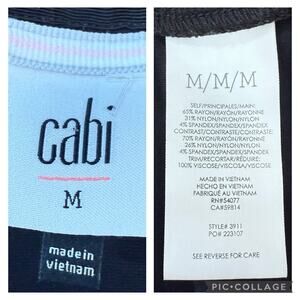 cabi
M
made in
vietnam
M/M/M
SELF/PRINCIPALES/MAIN:
65% RAYON/RAYÓN/RAYONNE
31% NYLON/NYLON/NYLON
4% SPANDEX/SPANDEX/SPANDEX
CONTRAST/CONTRASTE/CONTRASTE:
70% RAYON/RAYÓN/RAYONNE
26% NYLON/NYLON/NYLON
4% SPANDEX/SPANDEX/SPANDEX
TRIM/RECORTAR/RÉDUIRE:
100% VISCOSE/VISCOSA/VISCOSE
MADE IN VIETNAM
HECHO EN VIETNAM
FABRIQUÉ AU VIETNAM
RN#54077
CA#59814
STYLE# 3911
PO# 223107
SEE REVERSE FOR CARE
PIC•COLLAGE